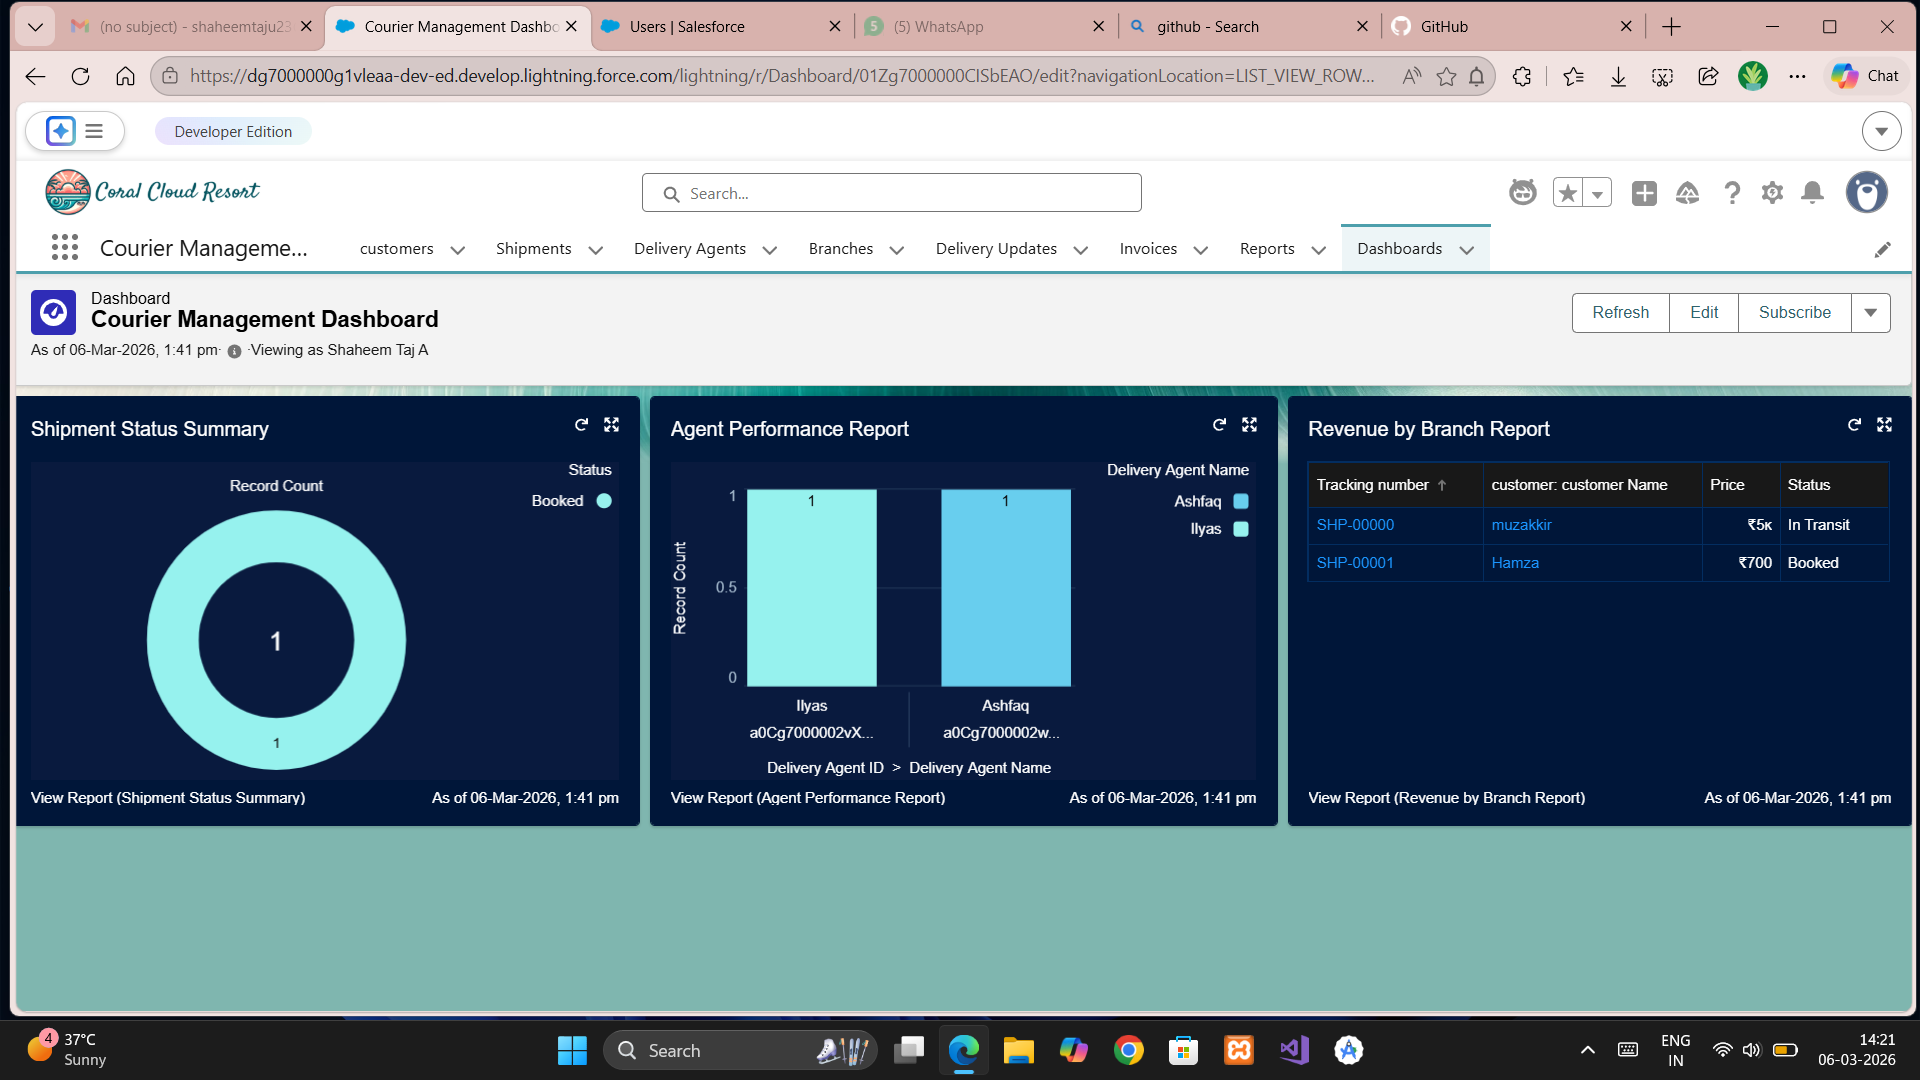 (no subject) - shaheemtaju23
Courier Management Dashbo
Users | Salesforce
5
(5) WhatsApp
github - Search
GitHub
https://dg7000000g1vleaa-dev-ed.develop.lightning.force.com/lightning/r/Dashboard/01Zg7000000CISbEAO/edit?navigationLocation=LIST_VIEW_ROW...
Chat
Developer Edition
Coral Cloud Resort
Search...
Courier Manageme...
customers
Shipments
Delivery Agents
Branches
Delivery Updates
Invoices
Reports
Dashboards
Dashboard
Courier Management Dashboard
As of 06-Mar-2026, 1:41 pm· ·Viewing as Shaheem Taj A
Refresh
Edit
Subscribe
Shipment Status Summary
Record Count
Status
Booked
1
1
View Report (Shipment Status Summary)
As of 06-Mar-2026, 1:41 pm
Agent Performance Report
Delivery Agent Name
Ashfaq
Ilyas
Record Count
1
0.5
0
1
1
Ilyas
Ashfaq
a0Cg7000002vX...
a0Cg7000002w...
Delivery Agent ID > Delivery Agent Name
View Report (Agent Performance Report)
As of 06-Mar-2026, 1:41 pm
Revenue by Branch Report
Tracking number ↑ customer: customer Name Price Status
SHP-00000 muzakkir ₹5K In Transit
SHP-00001 Hamza ₹700 Booked
View Report (Revenue by Branch Report)
As of 06-Mar-2026, 1:41 pm
4
37°C
Sunny
Search
ENG
IN
14:21
06-03-2026